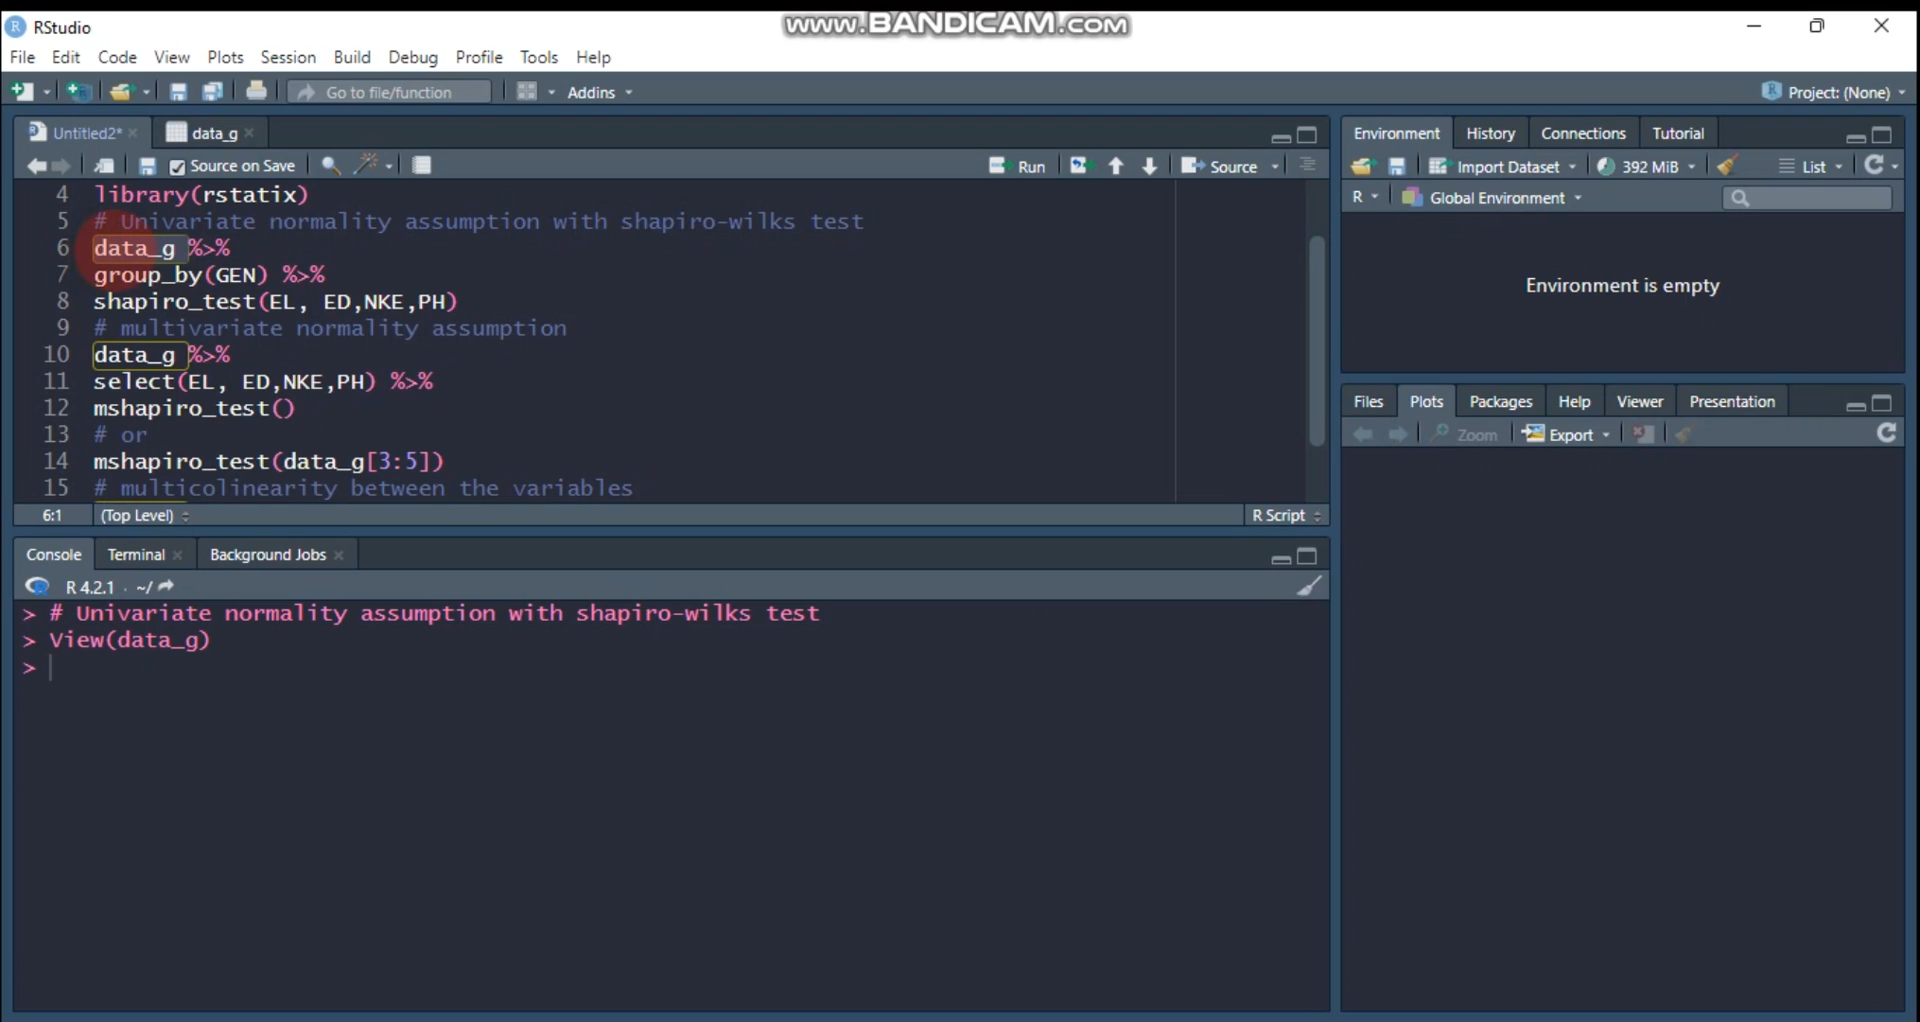 www.BANDICAM.com
RStudio
File Edit Code View Plots Session Build Debug Profile Tools Help
Go to file/function Addins Project: (None)
Untitled2* data_g
Source on Save Run Source
4 library(rstatix)
5 # Univariate normality assumption with shapiro-wilks test
6 data_g %>%
7 group_by(GEN) %>%
8 shapiro_test(EL, ED,NKE,PH)
9 # multivariate normality assumption
10 data_g %>%
11 select(EL, ED,NKE,PH) %>%
12 mshapiro_test()
13 # or
14 mshapiro_test(data_g[3:5])
15 # multicolinearity between the variables
6:1 (Top Level) R Script
Console Terminal Background Jobs
R 4.2.1 · ~/
> # Univariate normality assumption with shapiro-wilks test
> View(data_g)
>
Environment History Connections Tutorial
Import Dataset 392 MiB List
R Global Environment
Environment is empty
Files Plots Packages Help Viewer Presentation
Zoom Export